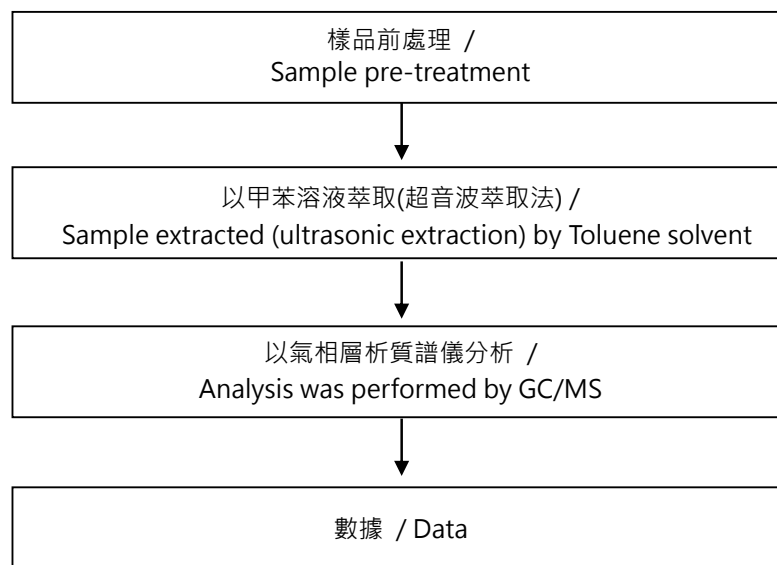 樣品前處理 /
Sample pre-treatment
以甲苯溶液萃取(超音波萃取法) /
Sample extracted (ultrasonic extraction) by Toluene solvent
以氣相層析質譜儀分析 /
Analysis was performed by GC/MS
數據 / Data